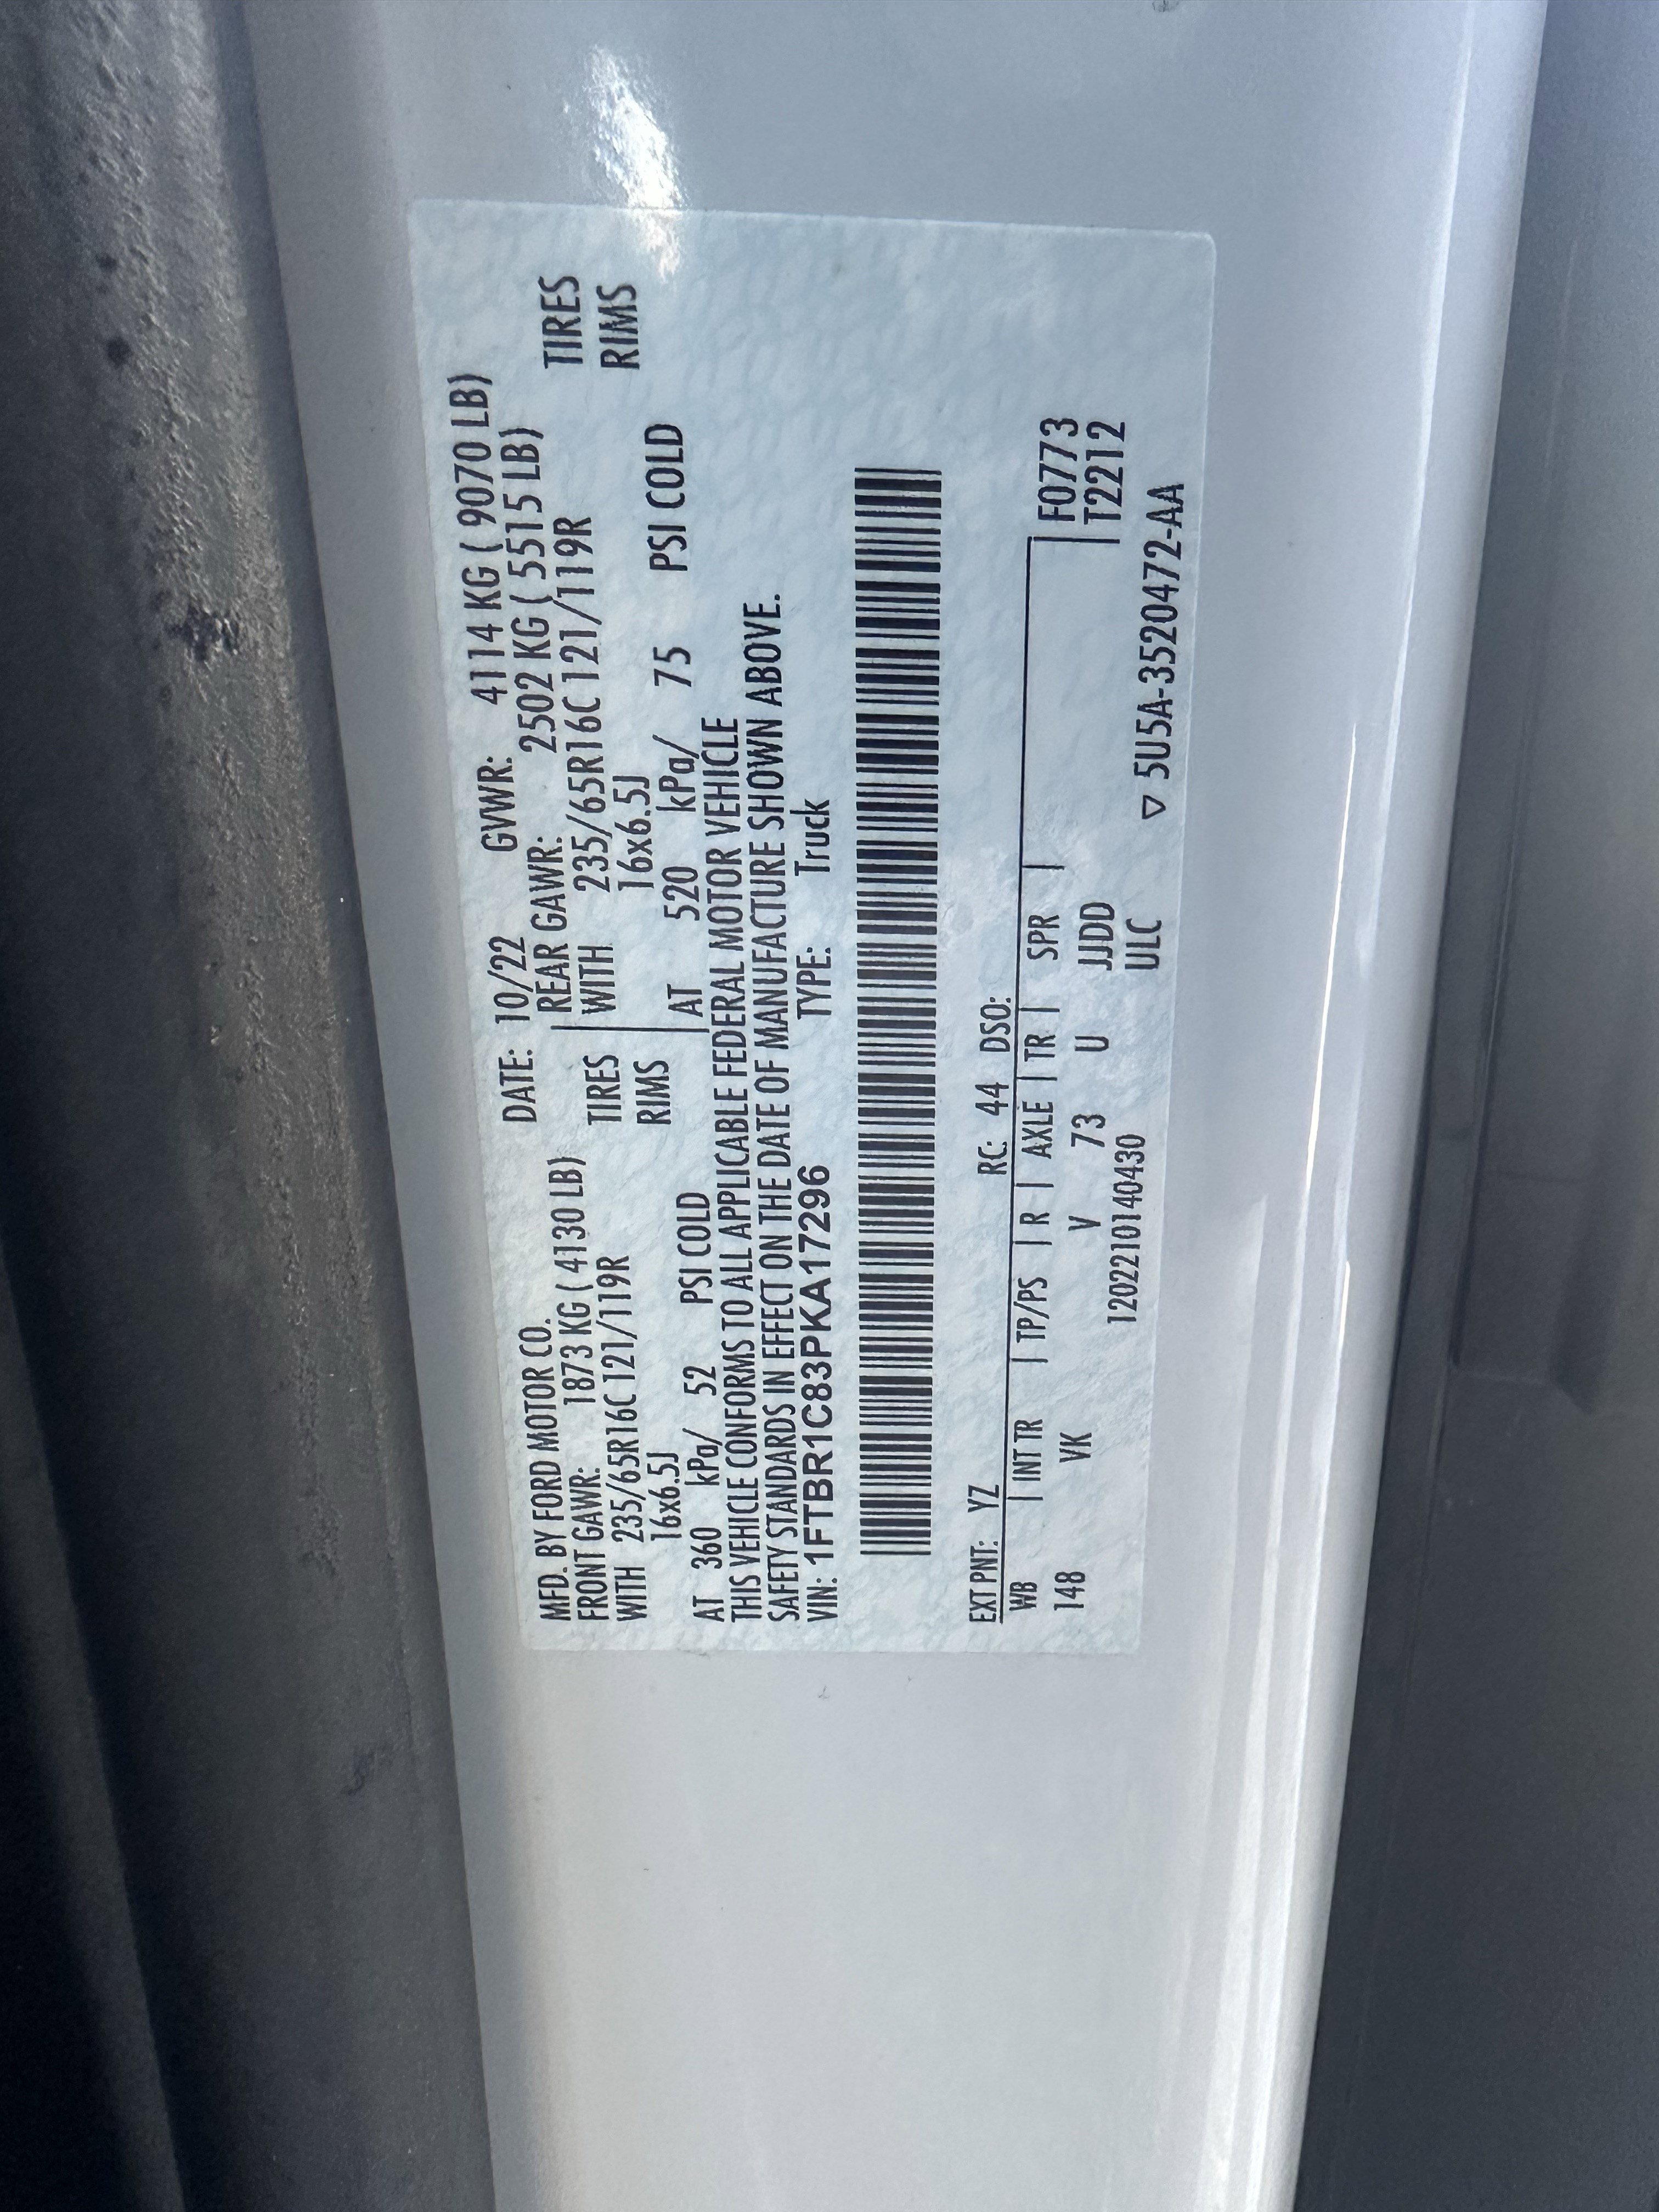 MFD. BY FORD MOTOR CO. DATE: 10/22 GVWR: 4114 KG ( 9070 LB)
FRONT GAWR: 1873 KG ( 4130 LB) REAR GAWR: 2502 KG ( 5515 LB)
WITH 235/65R16C 121/119R TIRES WITH 235/65R16C 121/119R TIRES
16x6.5J RIMS 16x6.5J RIMS
AT 360 kPa/ 52 PSI COLD AT 520 kPa/ 75 PSI COLD
THIS VEHICLE CONFORMS TO ALL APPLICABLE FEDERAL MOTOR VEHICLE
SAFETY STANDARDS IN EFFECT ON THE DATE OF MANUFACTURE SHOWN ABOVE.
VIN: 1FTBR1C83PKA17296 TYPE: Truck
EXT PNT: YZ RC: 44 DSO:
WB | INT TR | TP/PS | R | AXLE | TR | SPR | F0773
148 VK V 73 U JJDD T2212
120221014043​0 ULC
▽ 5U5A-3520472-AA